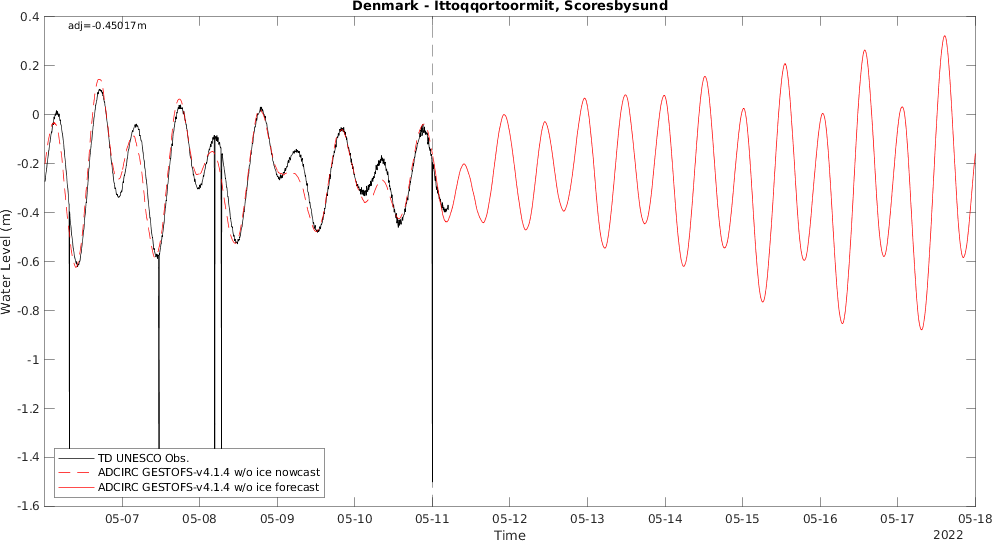 Denmark - Ittoqqortoormiit, Scoresbysund
adj=-0.45017m
0.4
0.2
0
-0.2
-0.4
-0.6
-0.8
-1
-1.2
-1.4
-1.6
Water Level (m)
TD UNESCO Obs.
ADCIRC GESTOFS-v4.1.4 w/o ice nowcast
ADCIRC GESTOFS-v4.1.4 w/o ice forecast
05-07 05-08 05-09 05-10 05-11 05-12 05-13 05-14 05-15 05-16 05-17 05-18
Time
2022